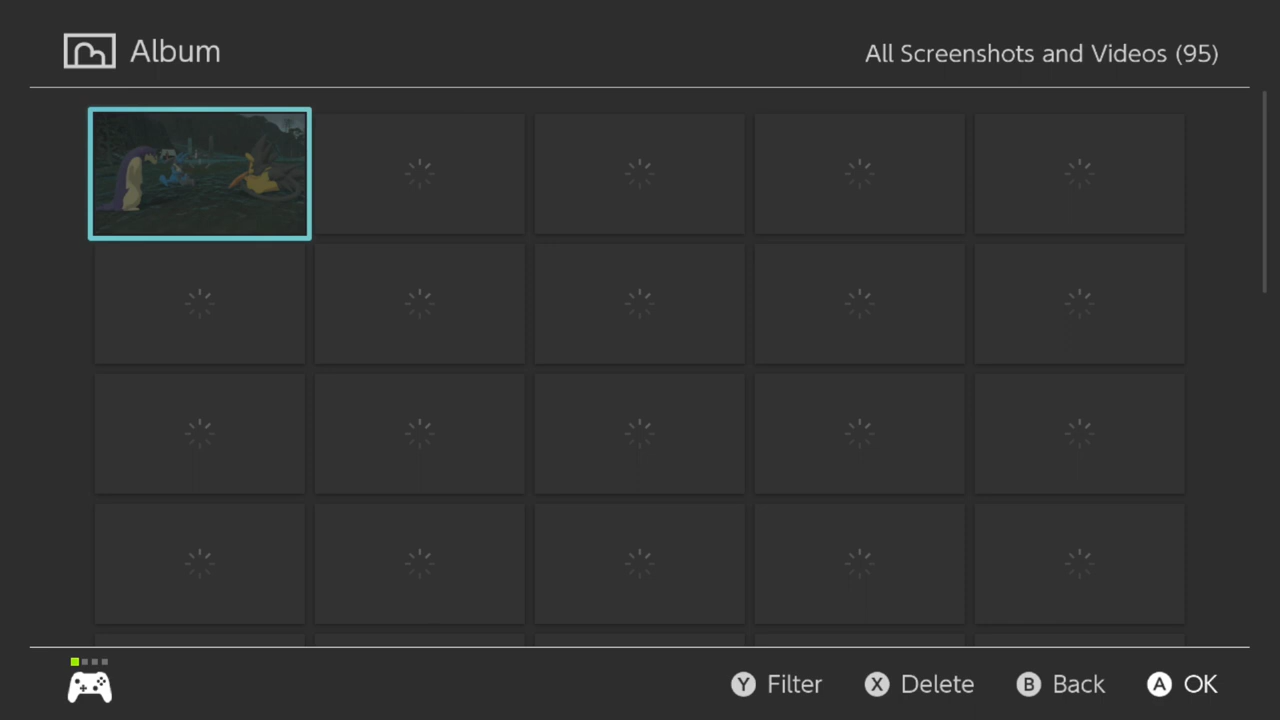 Album
All Screenshots and Videos (95)
Y Filter
X Delete
B Back
A OK